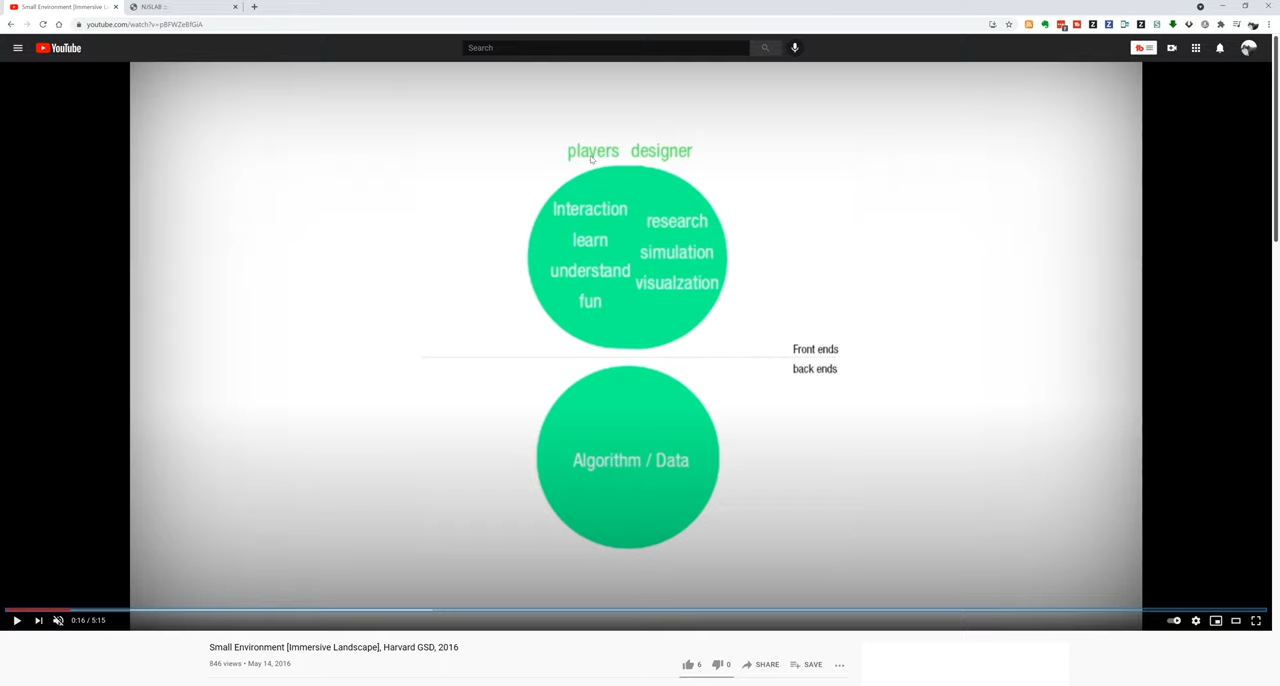 Small Environment [Immersive L
NJSLAB ::.
youtube.com/watch?v=pBFWZeBfGiA
YouTube
Search
players designer
Interaction
research
learn
simulation
understand
visualzation
fun
Front ends
back ends
Algorithm / Data
0:16 / 5:15
Small Environment [Immersive Landscape], Harvard GSD, 2016
846 views • May 14, 2016
6
0
SHARE
SAVE